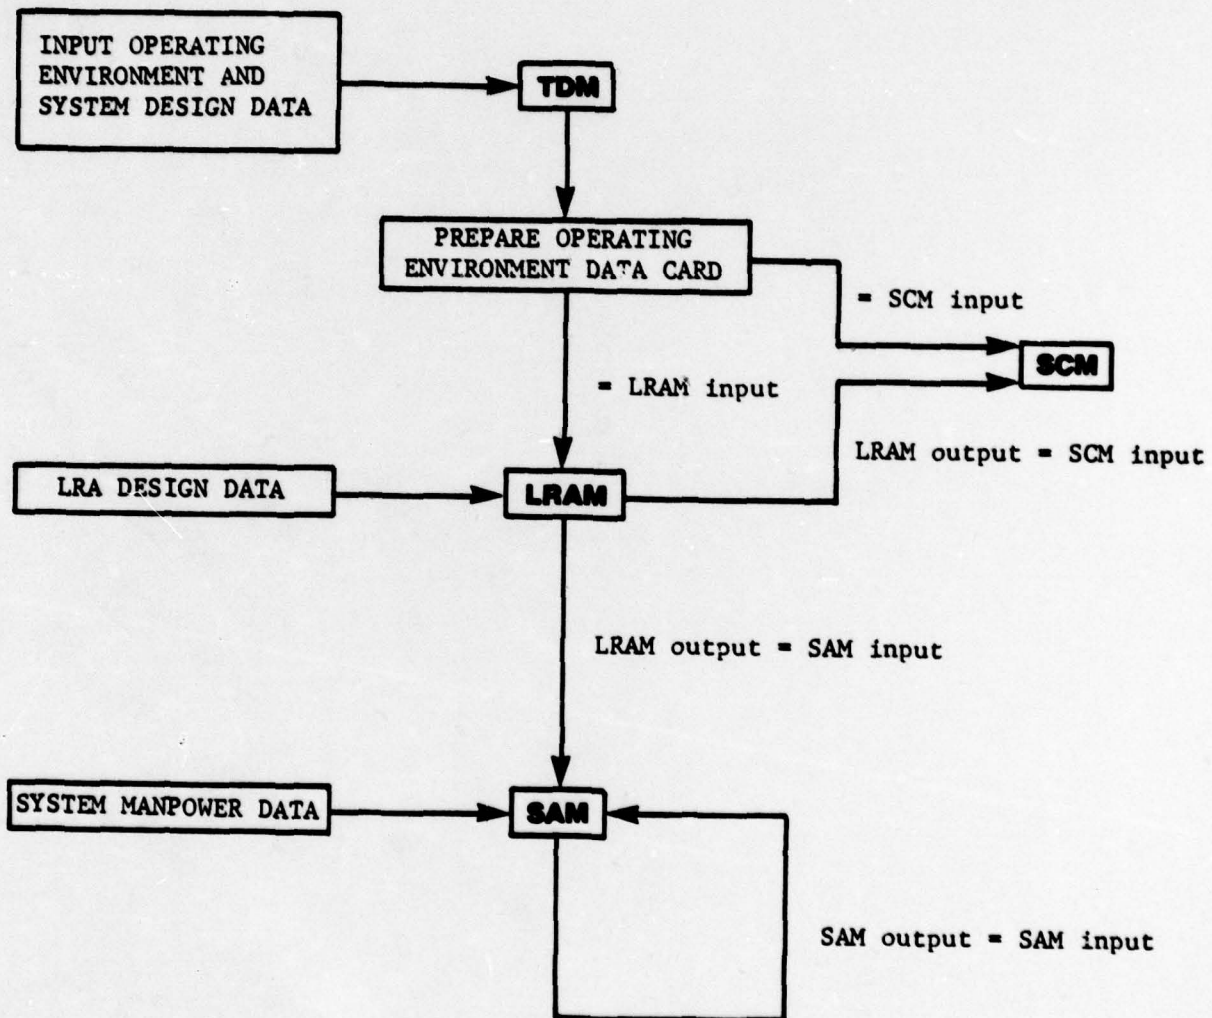 INPUT OPERATING
ENVIRONMENT AND
SYSTEM DESIGN DATA
TDM
PREPARE OPERATING
ENVIRONMENT DATA CARD
= SCM input
SCM
= LRAM input
LRAM output = SCM input
LRA DESIGN DATA
LRAM
LRAM output = SAM input
SYSTEM MANPOWER DATA
SAM
SAM output = SAM input